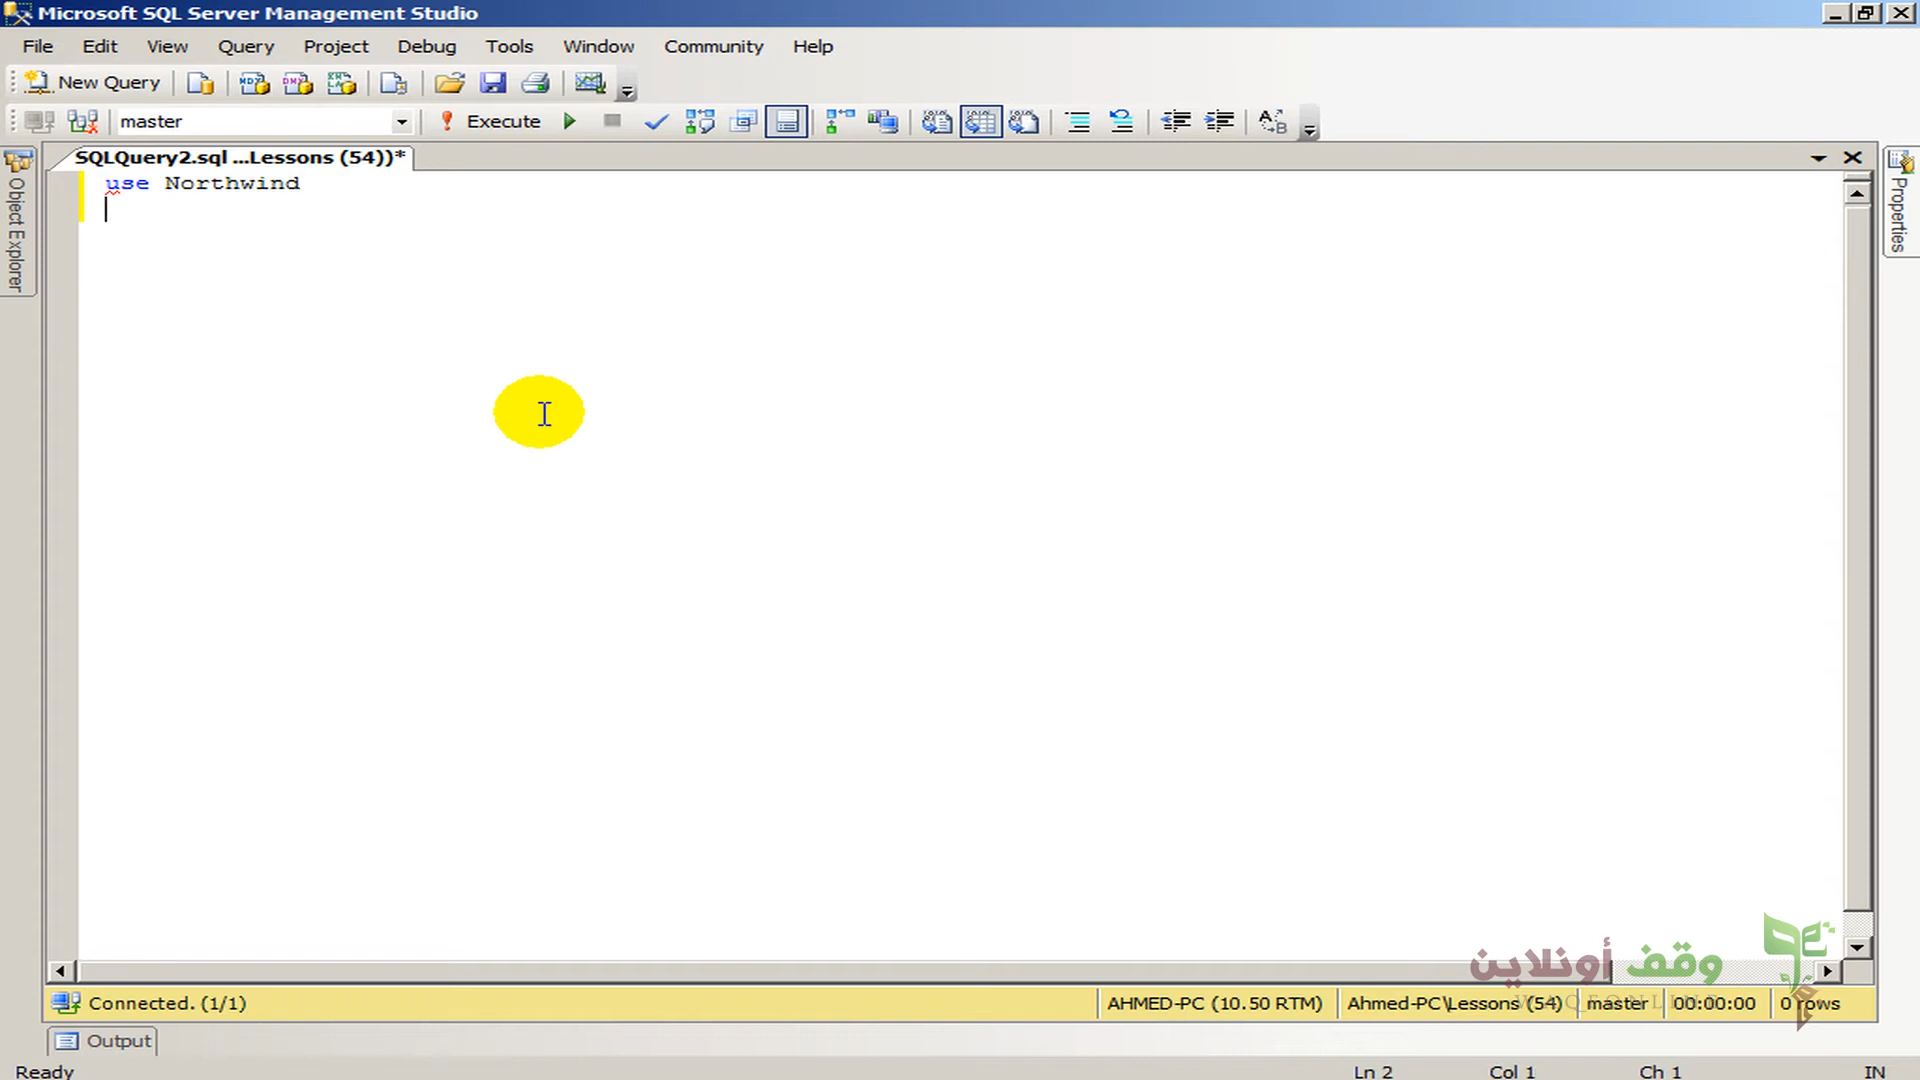 Microsoft SQL Server Management Studio
File Edit View Query Project Debug Tools Window Community Help
New Query
master Execute
SQLQuery2.sql ...Lessons (54))*
Object Explorer
Properties
use Northwind
وقف أونلاين
WAQFONLINE
Connected. (1/1) AHMED-PC (10.50 RTM) Ahmed-PC\Lessons (54) master 00:00:00 0 rows
Output
Ready Ln 2 Col 1 Ch 1 IN